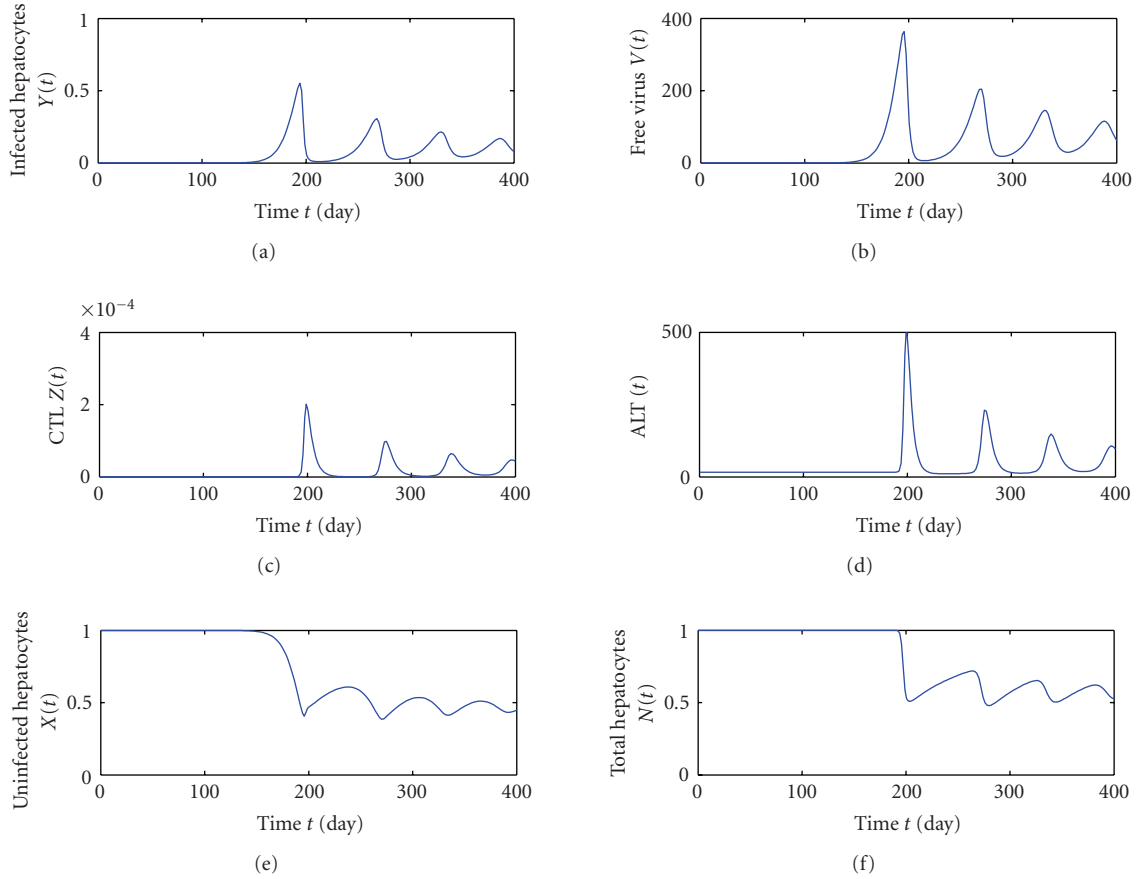 Infected hepatocytes
Y(t)
1
0.5
0
0
100
200
300
400
Time t (day)
(a)
Free virus V(t)
400
200
0
0
100
200
300
400
Time t (day)
(b)
×10−4
CTL Z(t)
4
2
0
0
100
200
300
400
Time t (day)
(c)
ALT (t)
500
0
0
100
200
300
400
Time t (day)
(d)
Uninfected hepatocytes
X(t)
1
0.5
0
0
100
200
300
400
Time t (day)
(e)
Total hepatocytes
N(t)
1
0.5
0
0
100
200
300
400
Time t (day)
(f)